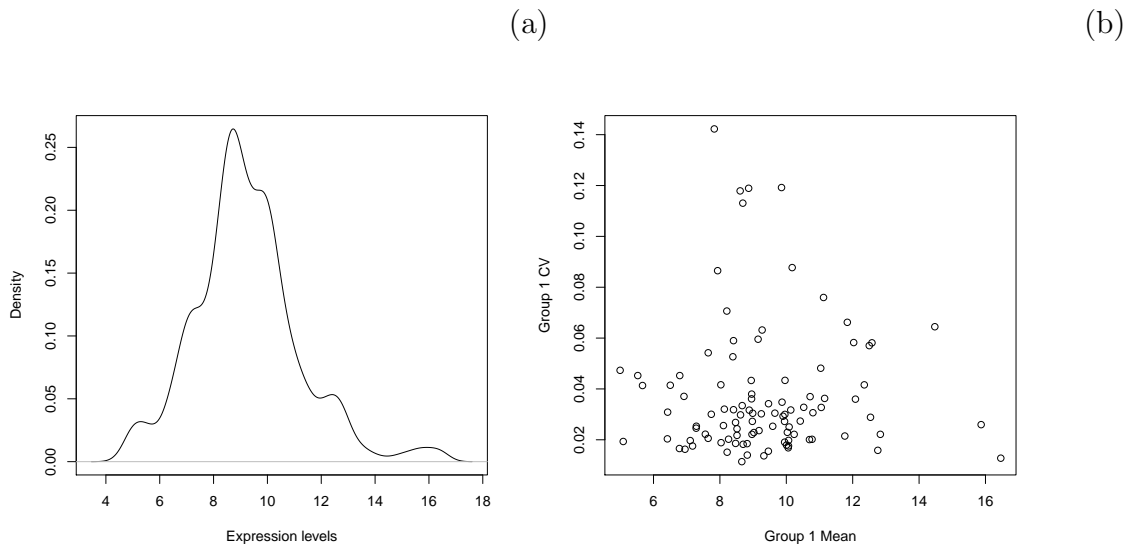 (a)
(b)
0.25
0.20
0.15
0.10
0.05
0.00
Density
4 6 8 10 12 14 16 18
Expression levels
0.14
0.12
0.10
0.08
0.06
0.04
0.02
Group 1 CV
6 8 10 12 14 16
Group 1 Mean